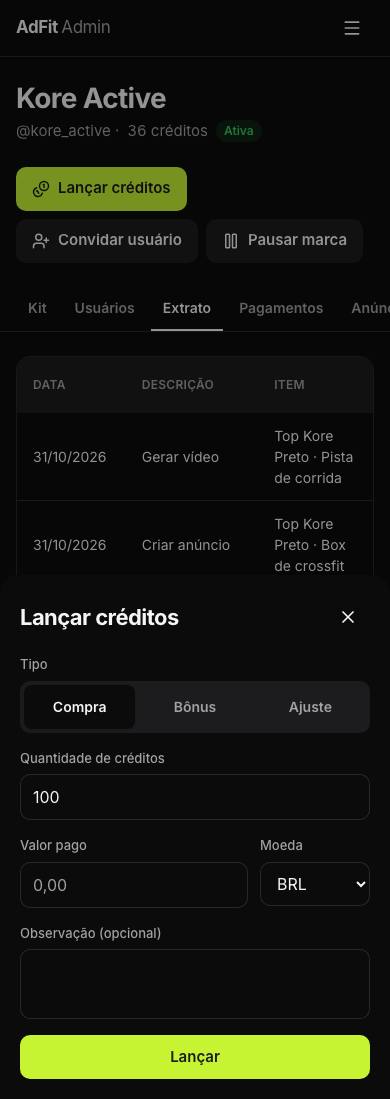 AdFit Admin
Kore Active
@kore_active · 36 créditos Ativa
Lançar créditos
Convidar usuário Pausar marca
Kit Usuários Extrato Pagamentos Anúnc
DATA DESCRIÇÃO ITEM
31/10/2026 Gerar vídeo Top Kore
Preto · Pista
de corrida
31/10/2026 Criar anúncio Top Kore
Preto · Box
de crossfit
Lançar créditos
Tipo
Compra Bônus Ajuste
Quantidade de créditos
100
Valor pago Moeda
0,00 BRL
Observação (opcional)
Lançar